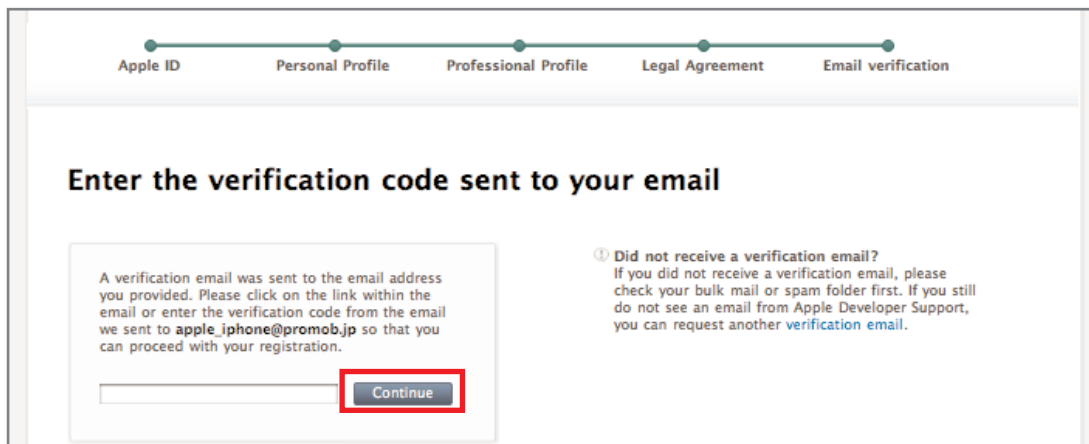 Apple ID Personal Profile Professional Profile Legal Agreement Email verification
Enter the verification code sent to your email
A verification email was sent to the email address
you provided. Please click on the link within the
email or enter the verification code from the email
we sent to apple_iphone@promob.jp so that you
can proceed with your registration.
Continue
Did not receive a verification email?
If you did not receive a verification email, please
check your bulk mail or spam folder first. If you still
do not see an email from Apple Developer Support,
you can request another verification email.